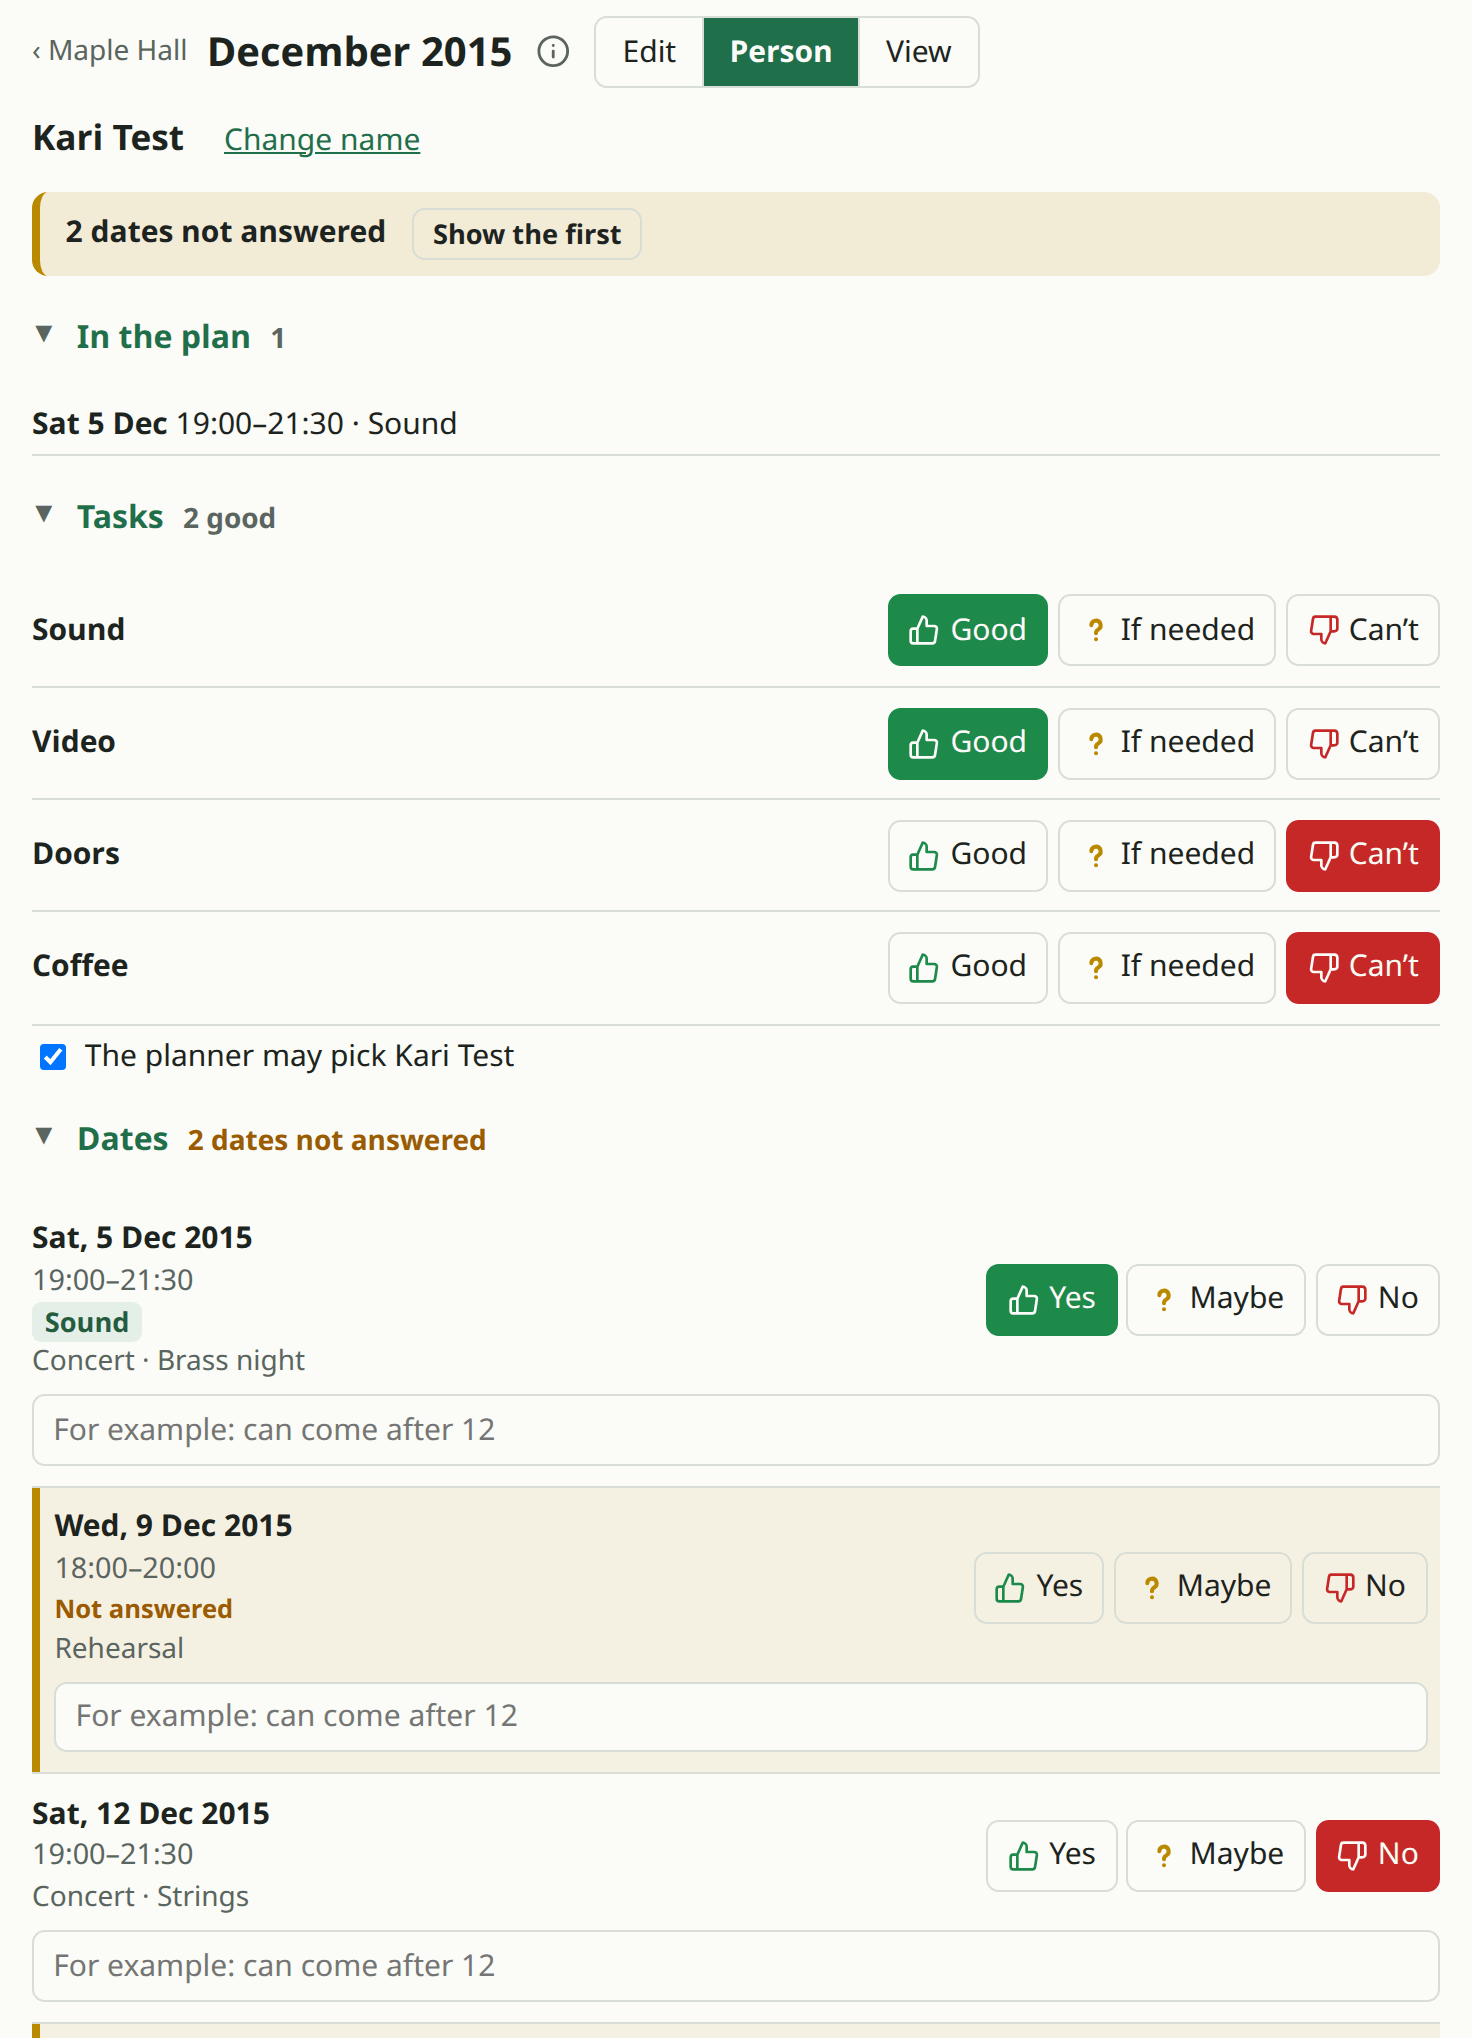 ‹ Maple Hall December 2015 Edit Person View
Kari Test Change name
2 dates not answered Show the first
▼ In the plan 1
Sat 5 Dec 19:00–21:30 · Sound
▼ Tasks 2 good
Sound Good ? If needed Can’t
Video Good ? If needed Can’t
Doors Good ? If needed Can’t
Coffee Good ? If needed Can’t
The planner may pick Kari Test
▼ Dates 2 dates not answered
Sat, 5 Dec 2015
19:00–21:30
Yes ? Maybe No
Sound
Concert · Brass night
For example: can come after 12
Wed, 9 Dec 2015
18:00–20:00
Yes ? Maybe No
Not answered
Rehearsal
For example: can come after 12
Sat, 12 Dec 2015
19:00–21:30
Yes ? Maybe No
Concert · Strings
For example: can come after 12